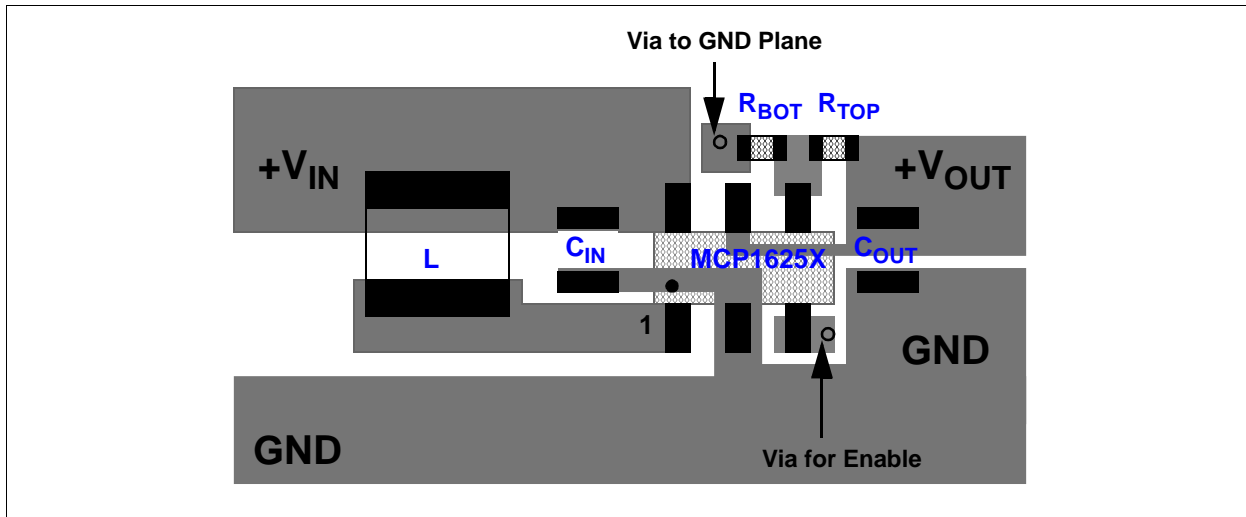 Via to GND Plane
RBOT RTOP
+VIN
+VOUT
L
CIN
MCP1625X
COUT
1
GND
GND
Via for Enable